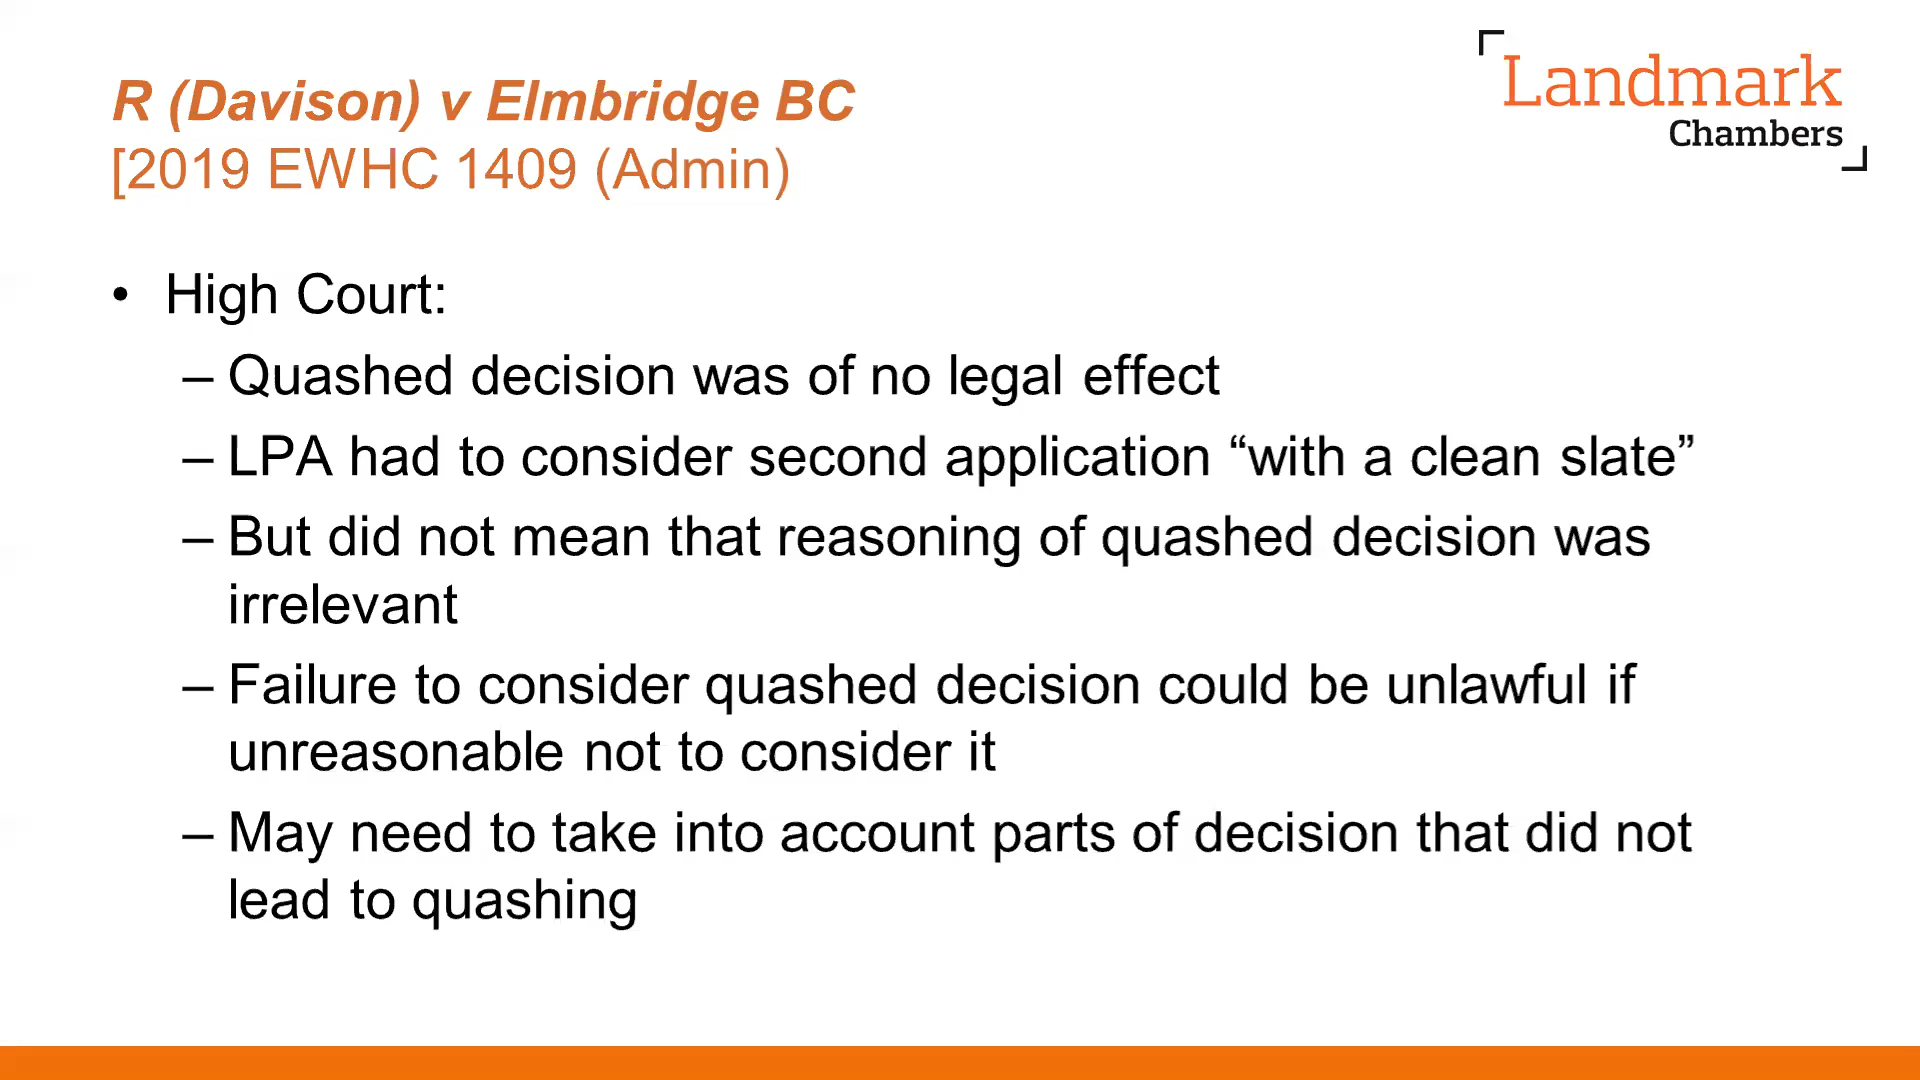 R (Davison) v Elmbridge BC
[2019 EWHC 1409 (Admin)
Landmark
Chambers
• High Court:
– Quashed decision was of no legal effect
– LPA had to consider second application “with a clean slate”
– But did not mean that reasoning of quashed decision was
irrelevant
– Failure to consider quashed decision could be unlawful if
unreasonable not to consider it
– May need to take into account parts of decision that did not
lead to quashing